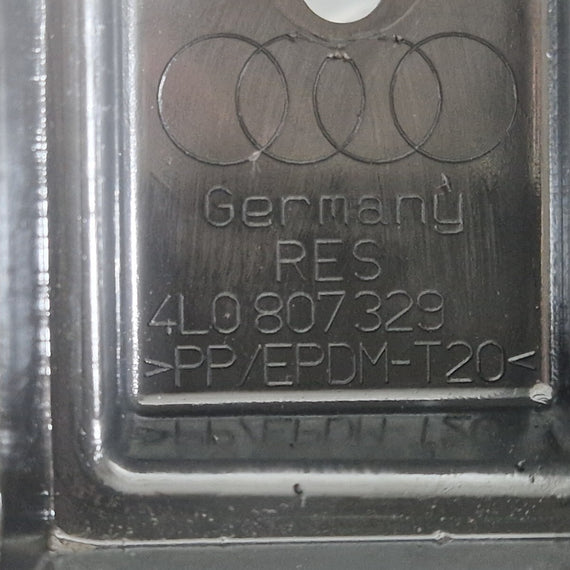 Germany
RES
4L0 807 329
>PP/EPDM-T20<